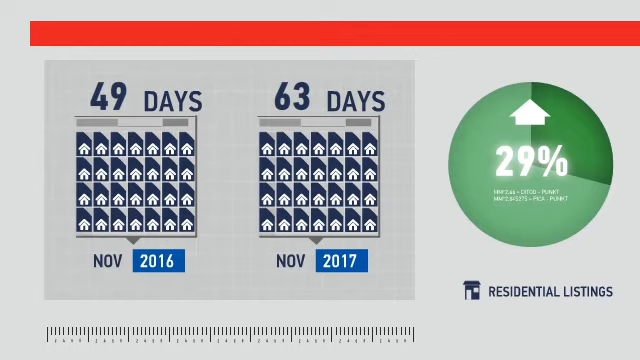 49 DAYS
63 DAYS
NOV 2016
NOV 2017
29%
RESIDENTIAL LISTINGS